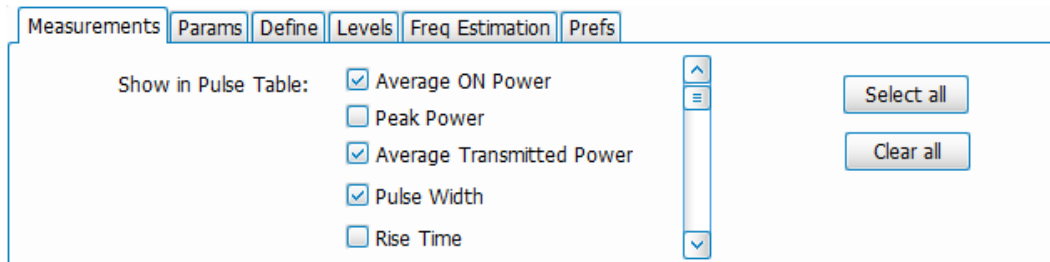 Measurements Params Define Levels Freq Estimation Prefs
Show in Pulse Table: Average ON Power Select all
Peak Power
Average Transmitted Power Clear all
Pulse Width
Rise Time